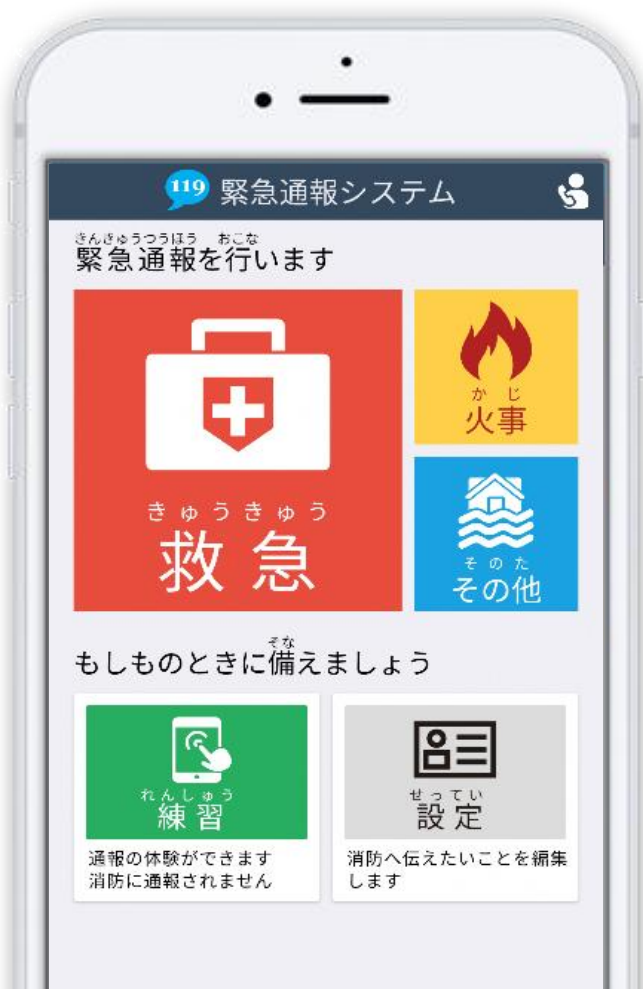 119 緊急通報システム
きんきゅうつうほう おこな
緊急通報を行います
きゅうきゅう
救急
かじ
火事
そのた
その他
そな
もしものときに備えましょう
れんしゅう
練習
通報の体験ができます
消防に通報されません
せってい
設定
消防へ伝えたいことを編集
します